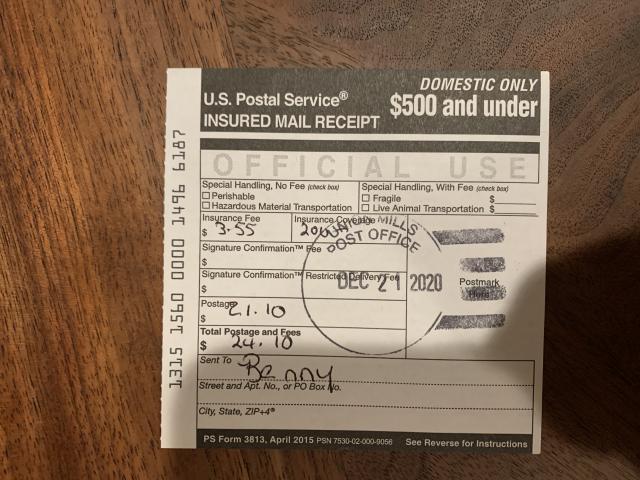 DOMESTIC ONLY
U.S. Postal Service® $500 and under
INSURED MAIL RECEIPT
OFFICIAL USE
Special Handling, No Fee (check box) Special Handling, With Fee (check box)
Perishable Fragile $
Hazardous Material Transportation Live Animal Transportation $
Insurance Fee Insurance Coverage
$ 3.55 200
MILLS
POST OFFICE
Signature Confirmation™ Fee
$
Signature Confirmation™ Restricted Delivery Fee
$
DEC 21 2020
Postmark
Here
Postage
$ 21.10
Total Postage and Fees
$ 24.10
Sent To Benny
Street and Apt. No., or PO Box No.
City, State, ZIP+4®
PS Form 3813, April 2015 PSN 7530-02-000-9056 See Reverse for Instructions
1315 1560 0000 1496 6187